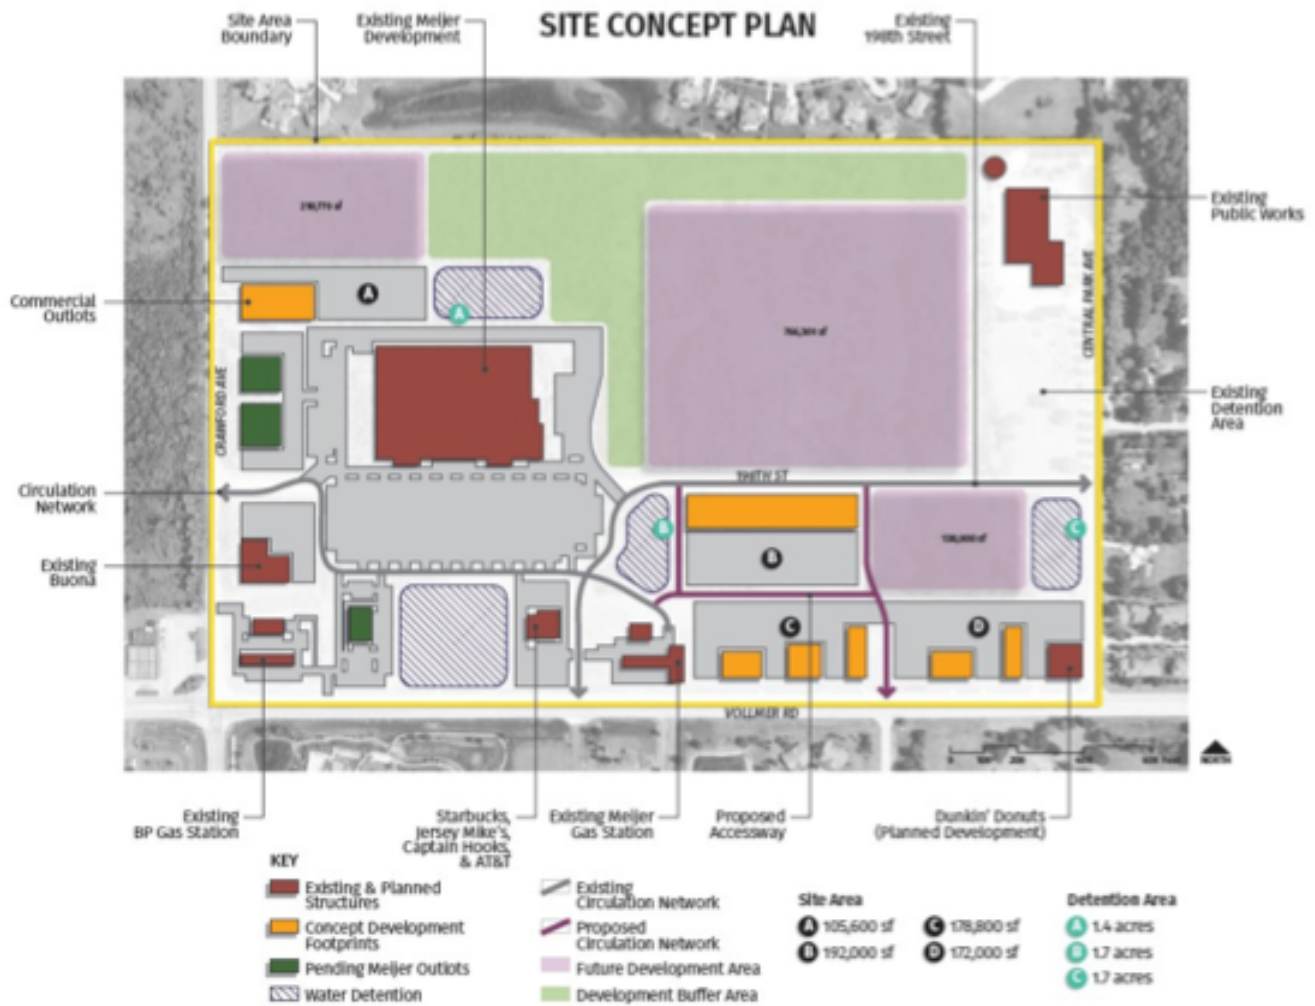 SITE CONCEPT PLAN
Site Area
Boundary
Existing Meijer
Development
Existing
198th Street
Existing
Public Works
Commercial
Outlots
A
A
CENTRAL PARK AVE
CRAWFORD AVE
Existing
Detention
Area
Circulation
Network
198TH ST
B
C
B
Existing
Buona
C
D
VOLLMER RD
NORTH
Existing
BP Gas Station
Starbucks,
Jersey Mike's,
Captain Hooks,
& AT&T
Existing Meijer
Gas Station
Proposed
Accessway
Dunkin' Donuts
(Planned Development)
KEY
Existing & Planned
Structures
Concept Development
Footprints
Pending Meijer Outlots
Water Detention
Existing
Circulation Network
Proposed
Circulation Network
Future Development Area
Development Buffer Area
Site Area
A 105,600 sf
B 192,000 sf
C 178,800 sf
D 172,000 sf
Detention Area
A 1.4 acres
B 1.7 acres
C 1.7 acres